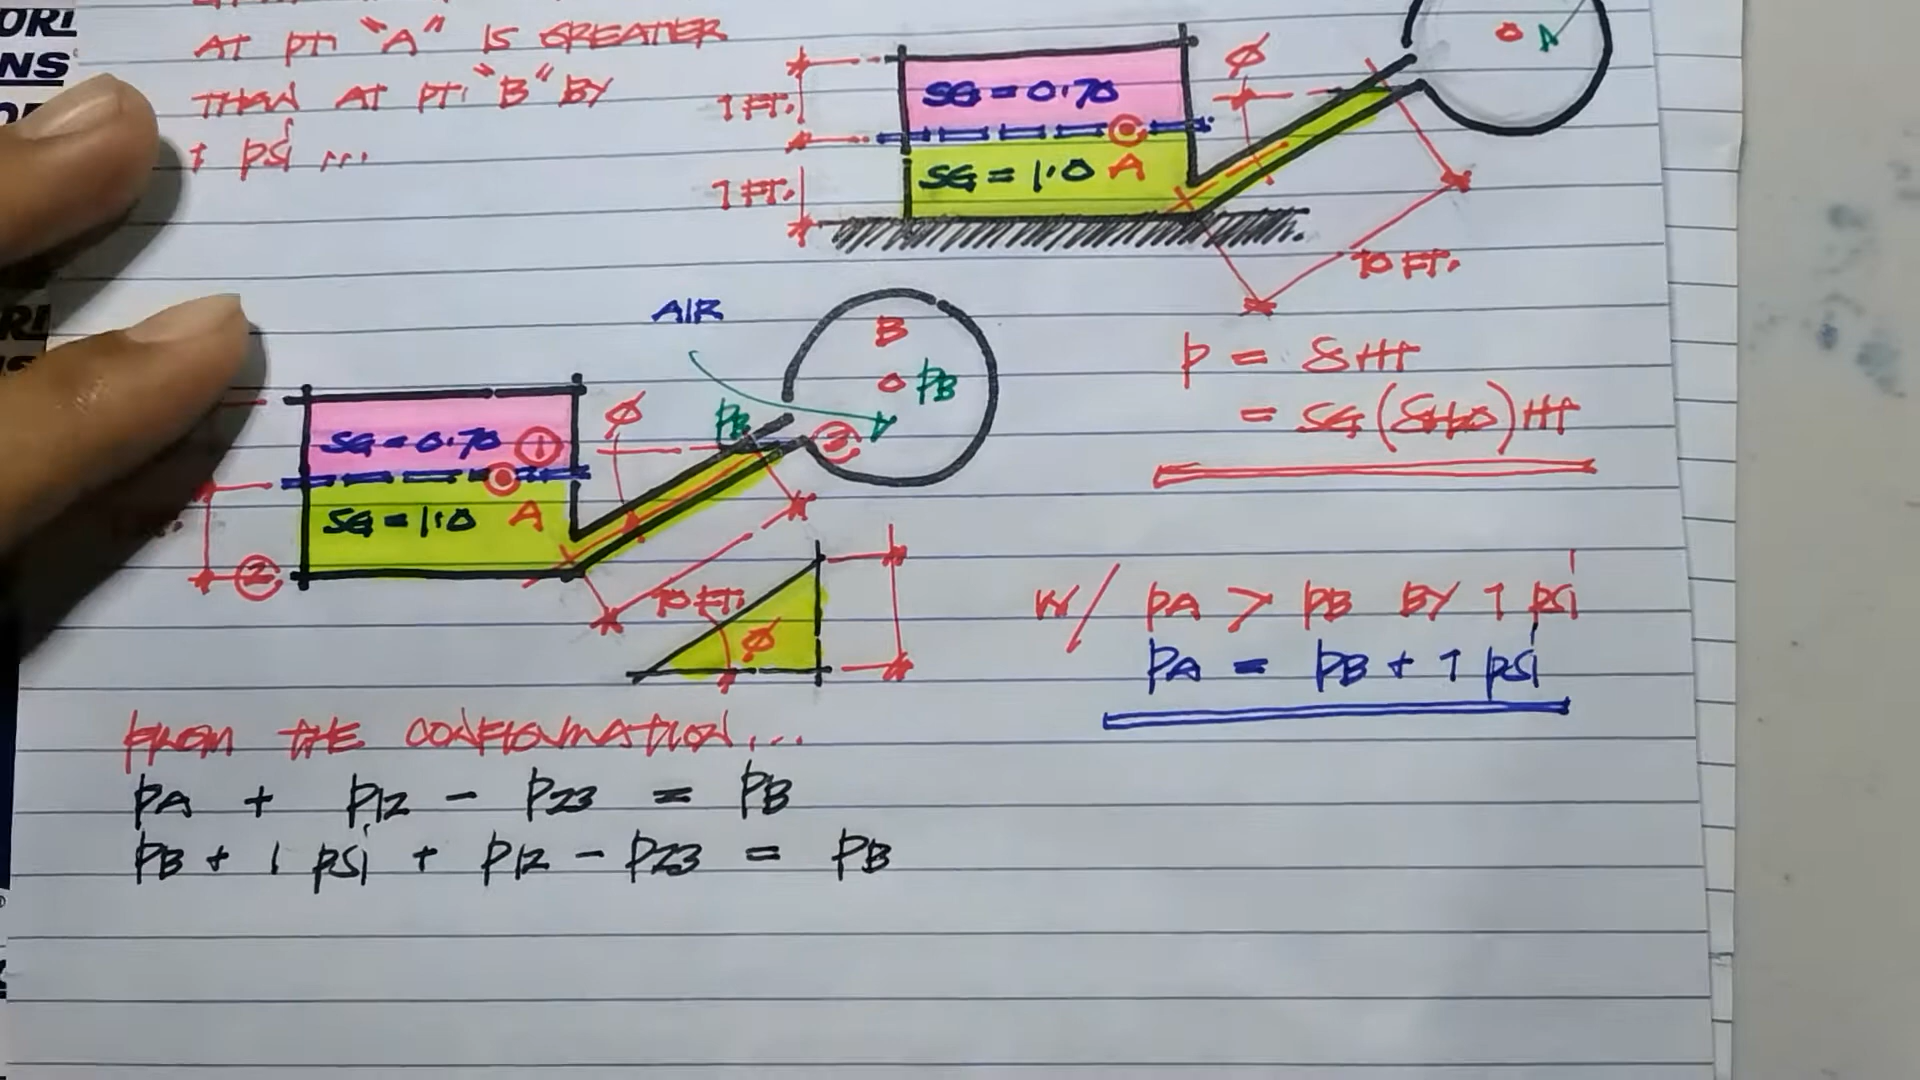 AT PT. "A" IS GREATER
THAN AT PT. "B" BY
1 psi ...
1 FT.
1 FT.
SG = 0.70
SG = 1.0 A
φ
A
10 FT.
AIR
B
PB
PB
φ
SG = 0.70 1
SG = 1.0 A
2
3
10 FT.
φ
P = γH
= SG (γH2O) H
W/ PA > PB BY 1 psi
PA = PB + 1 psi
FROM THE CONFIGURATION...
PA + P12 - P23 = PB
PB + 1 psi + P12 - P23 = PB